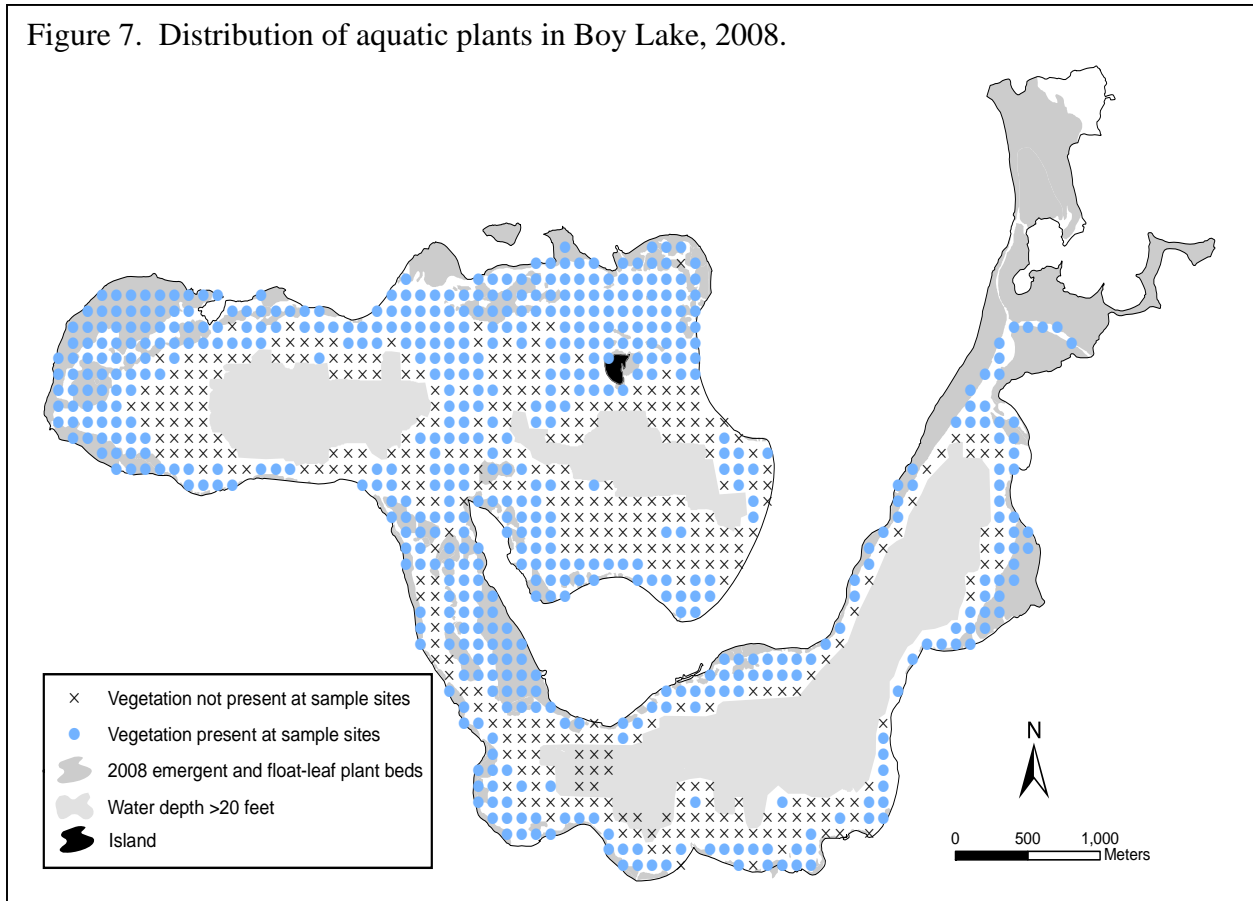 Figure 7. Distribution of aquatic plants in Boy Lake, 2008.
Vegetation not present at sample sites
Vegetation present at sample sites
2008 emergent and float-leaf plant beds
Water depth >20 feet
Island
N
0 500 1,000
Meters